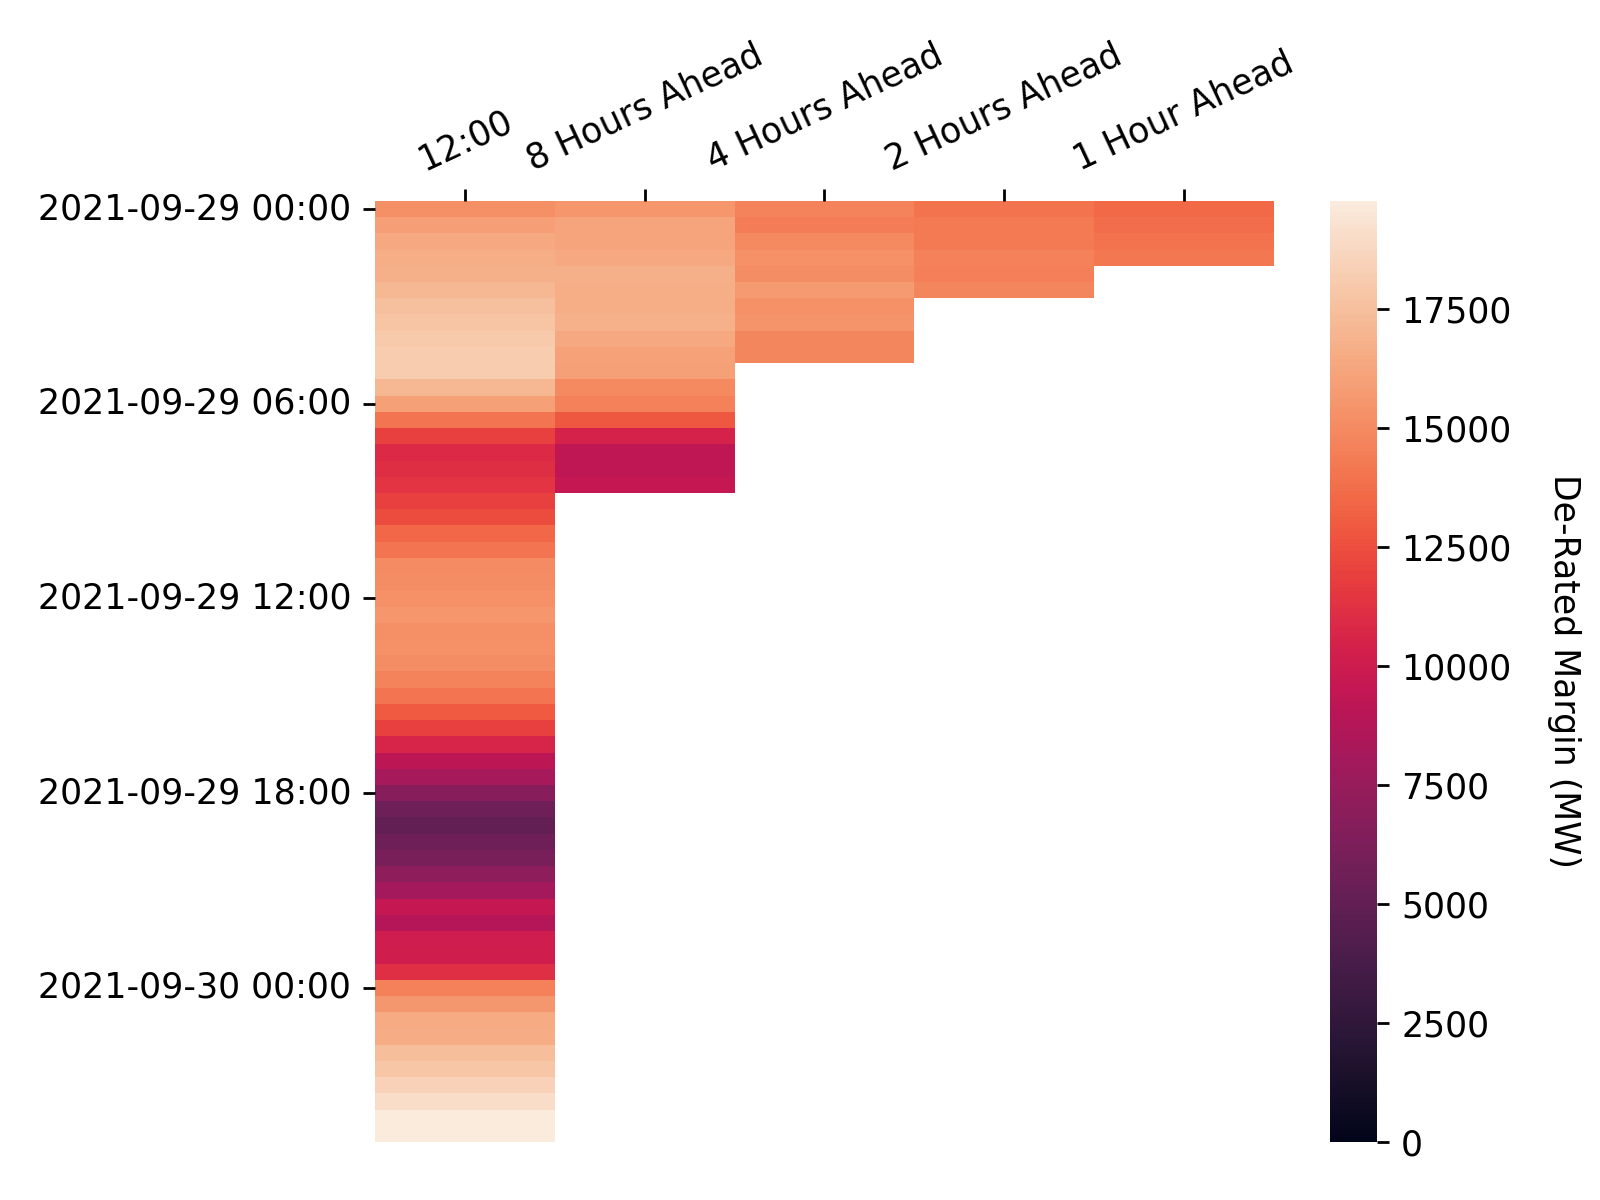 12:00
8 Hours Ahead
4 Hours Ahead
2 Hours Ahead
1 Hour Ahead
2021-09-29 00:00
2021-09-29 06:00
2021-09-29 12:00
2021-09-29 18:00
2021-09-30 00:00
17500
15000
12500
10000
7500
5000
2500
0
De-Rated Margin (MW)